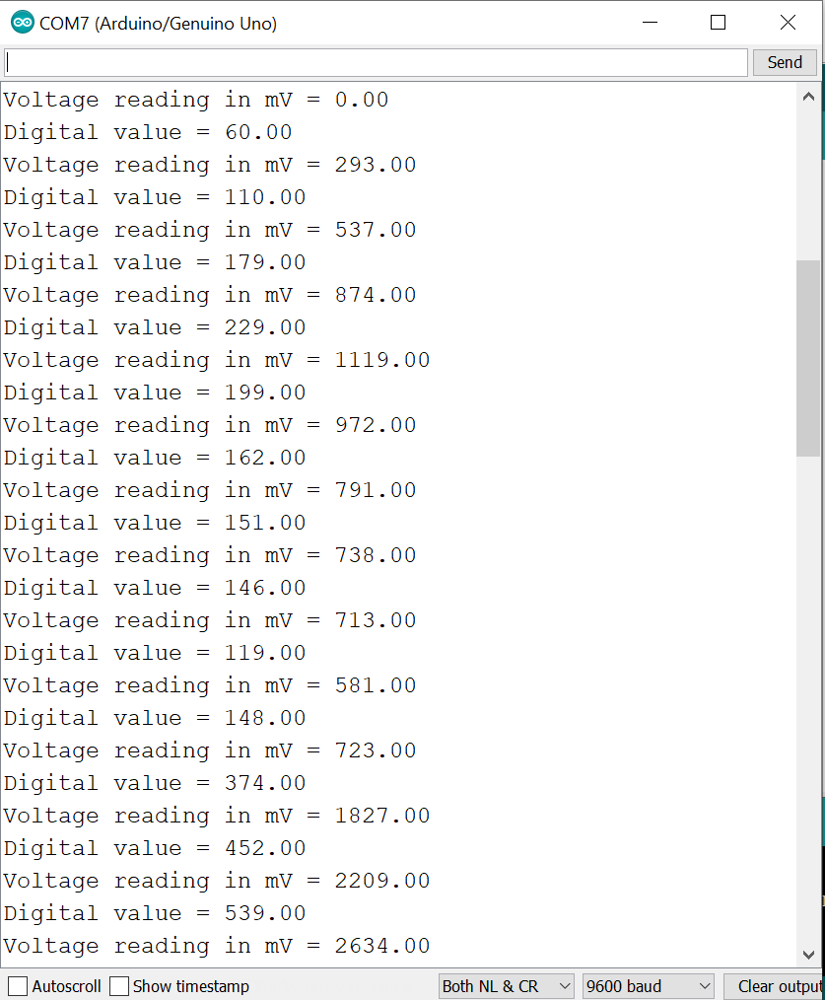 COM7 (Arduino/Genuino Uno)
Send
Voltage reading in mV = 0.00
Digital value = 60.00
Voltage reading in mV = 293.00
Digital value = 110.00
Voltage reading in mV = 537.00
Digital value = 179.00
Voltage reading in mV = 874.00
Digital value = 229.00
Voltage reading in mV = 1119.00
Digital value = 199.00
Voltage reading in mV = 972.00
Digital value = 162.00
Voltage reading in mV = 791.00
Digital value = 151.00
Voltage reading in mV = 738.00
Digital value = 146.00
Voltage reading in mV = 713.00
Digital value = 119.00
Voltage reading in mV = 581.00
Digital value = 148.00
Voltage reading in mV = 723.00
Digital value = 374.00
Voltage reading in mV = 1827.00
Digital value = 452.00
Voltage reading in mV = 2209.00
Digital value = 539.00
Voltage reading in mV = 2634.00
Autoscroll Show timestamp Both NL & CR 9600 baud Clear output